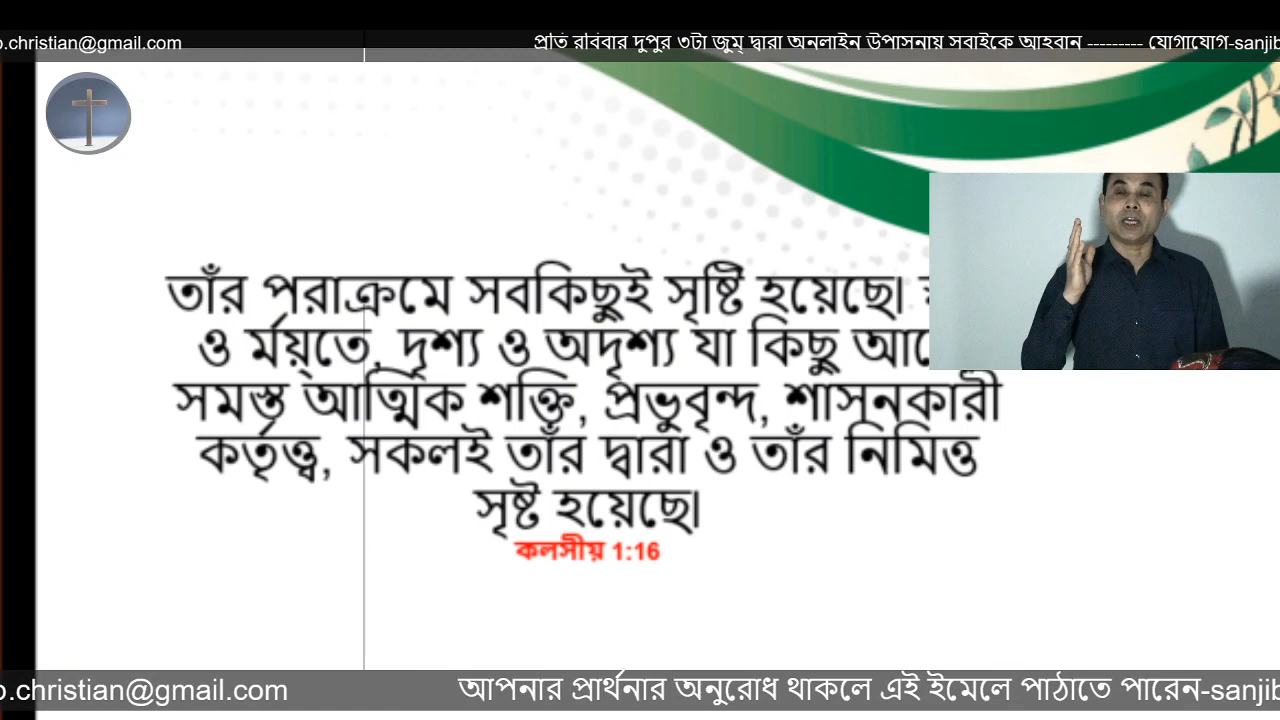 o.christian@gmail.com প্রতি রবিবার দুপুর ৩টা জুম্ দ্বারা অনলাইন উপাসনায় সবাইকে আহবান --------- যোগাযোগ-sanjib
তাঁর পরাক্রমে সবকিছুই সৃষ্টি হয়েছে।
ও র্ময়্তে, দৃশ্য ও অদৃশ্য যা কিছু
সমস্ত আত্মিক শক্তি, প্রভুবৃন্দ, শাসনকারী
কর্তৃত্ত্ব, সকলই তাঁর দ্বারা ও তাঁর নিমিত্ত
সৃষ্ট হয়েছে।
কলসীয় 1:16
o.christian@gmail.com আপনার প্রার্থনার অনুরোধ থাকলে এই ইমেলে পাঠাতে পারেন-sanjib